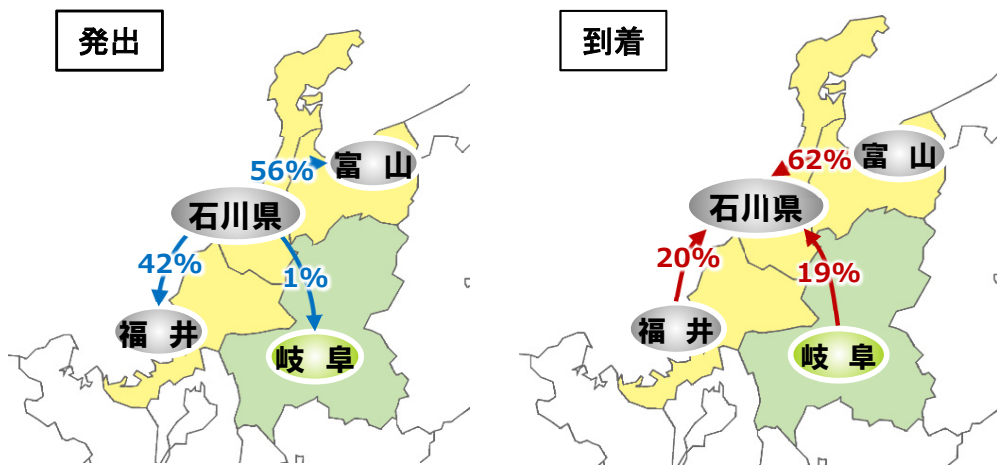 発出
56%
富 山
石川県
42%
1%
福 井
岐 阜
到着
62%
富 山
石川県
20%
19%
福 井
岐 阜